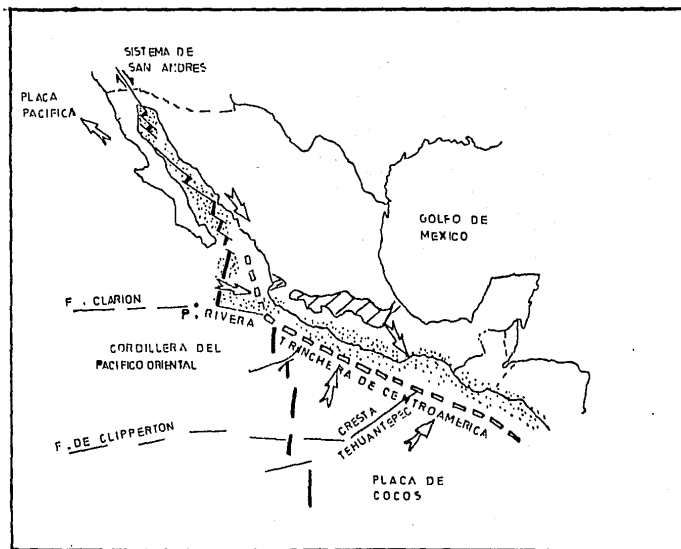 SISTEMA DE
SAN ANDRES
PLACA
PACIFICA
GOLFO DE
MEXICO
F. CLARION
P. RIVERA
CORDILLERA DEL
PACIFICO ORIENTAL
TRINCHERA DE CENTROAMERICA
F. DE CLIPPERTON
CRESTA
TEHUANTEPEC
PLACA DE
COCOS